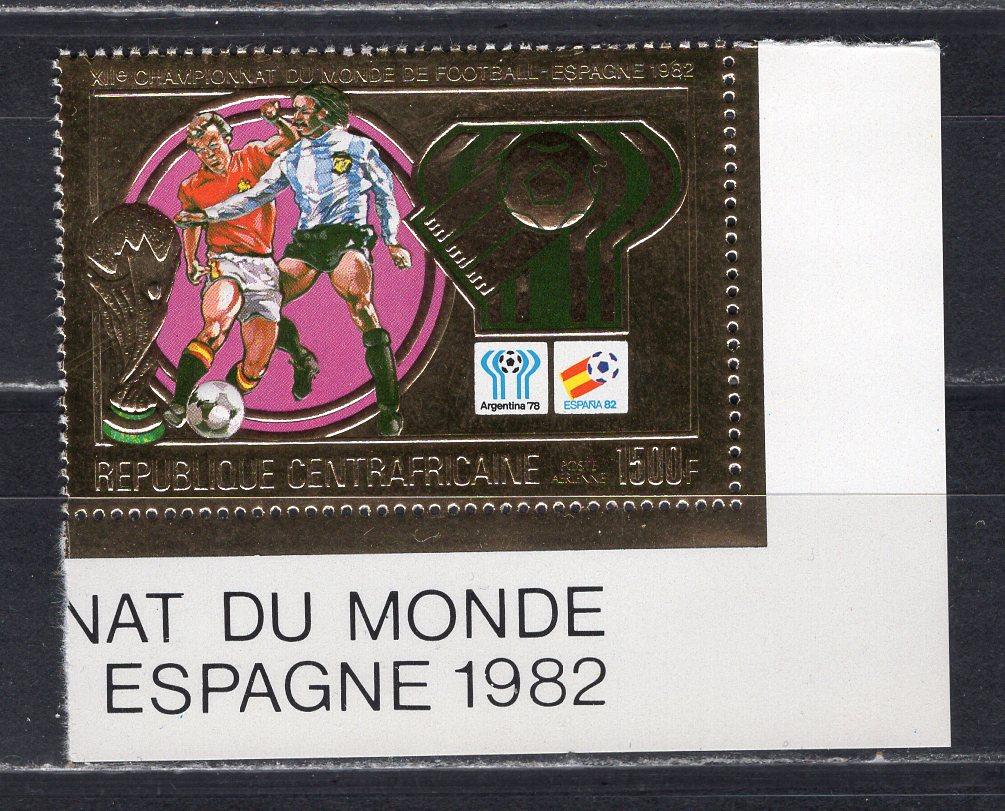 XIIe CHAMPIONNAT DU MONDE DE FOOTBALL - ESPAGNE 1982
Argentina '78
ESPAÑA 82
REPUBLIQUE CENTRAFRICAINE
POSTE
AERIENNE
1500F
NAT DU MONDE
ESPAGNE 1982